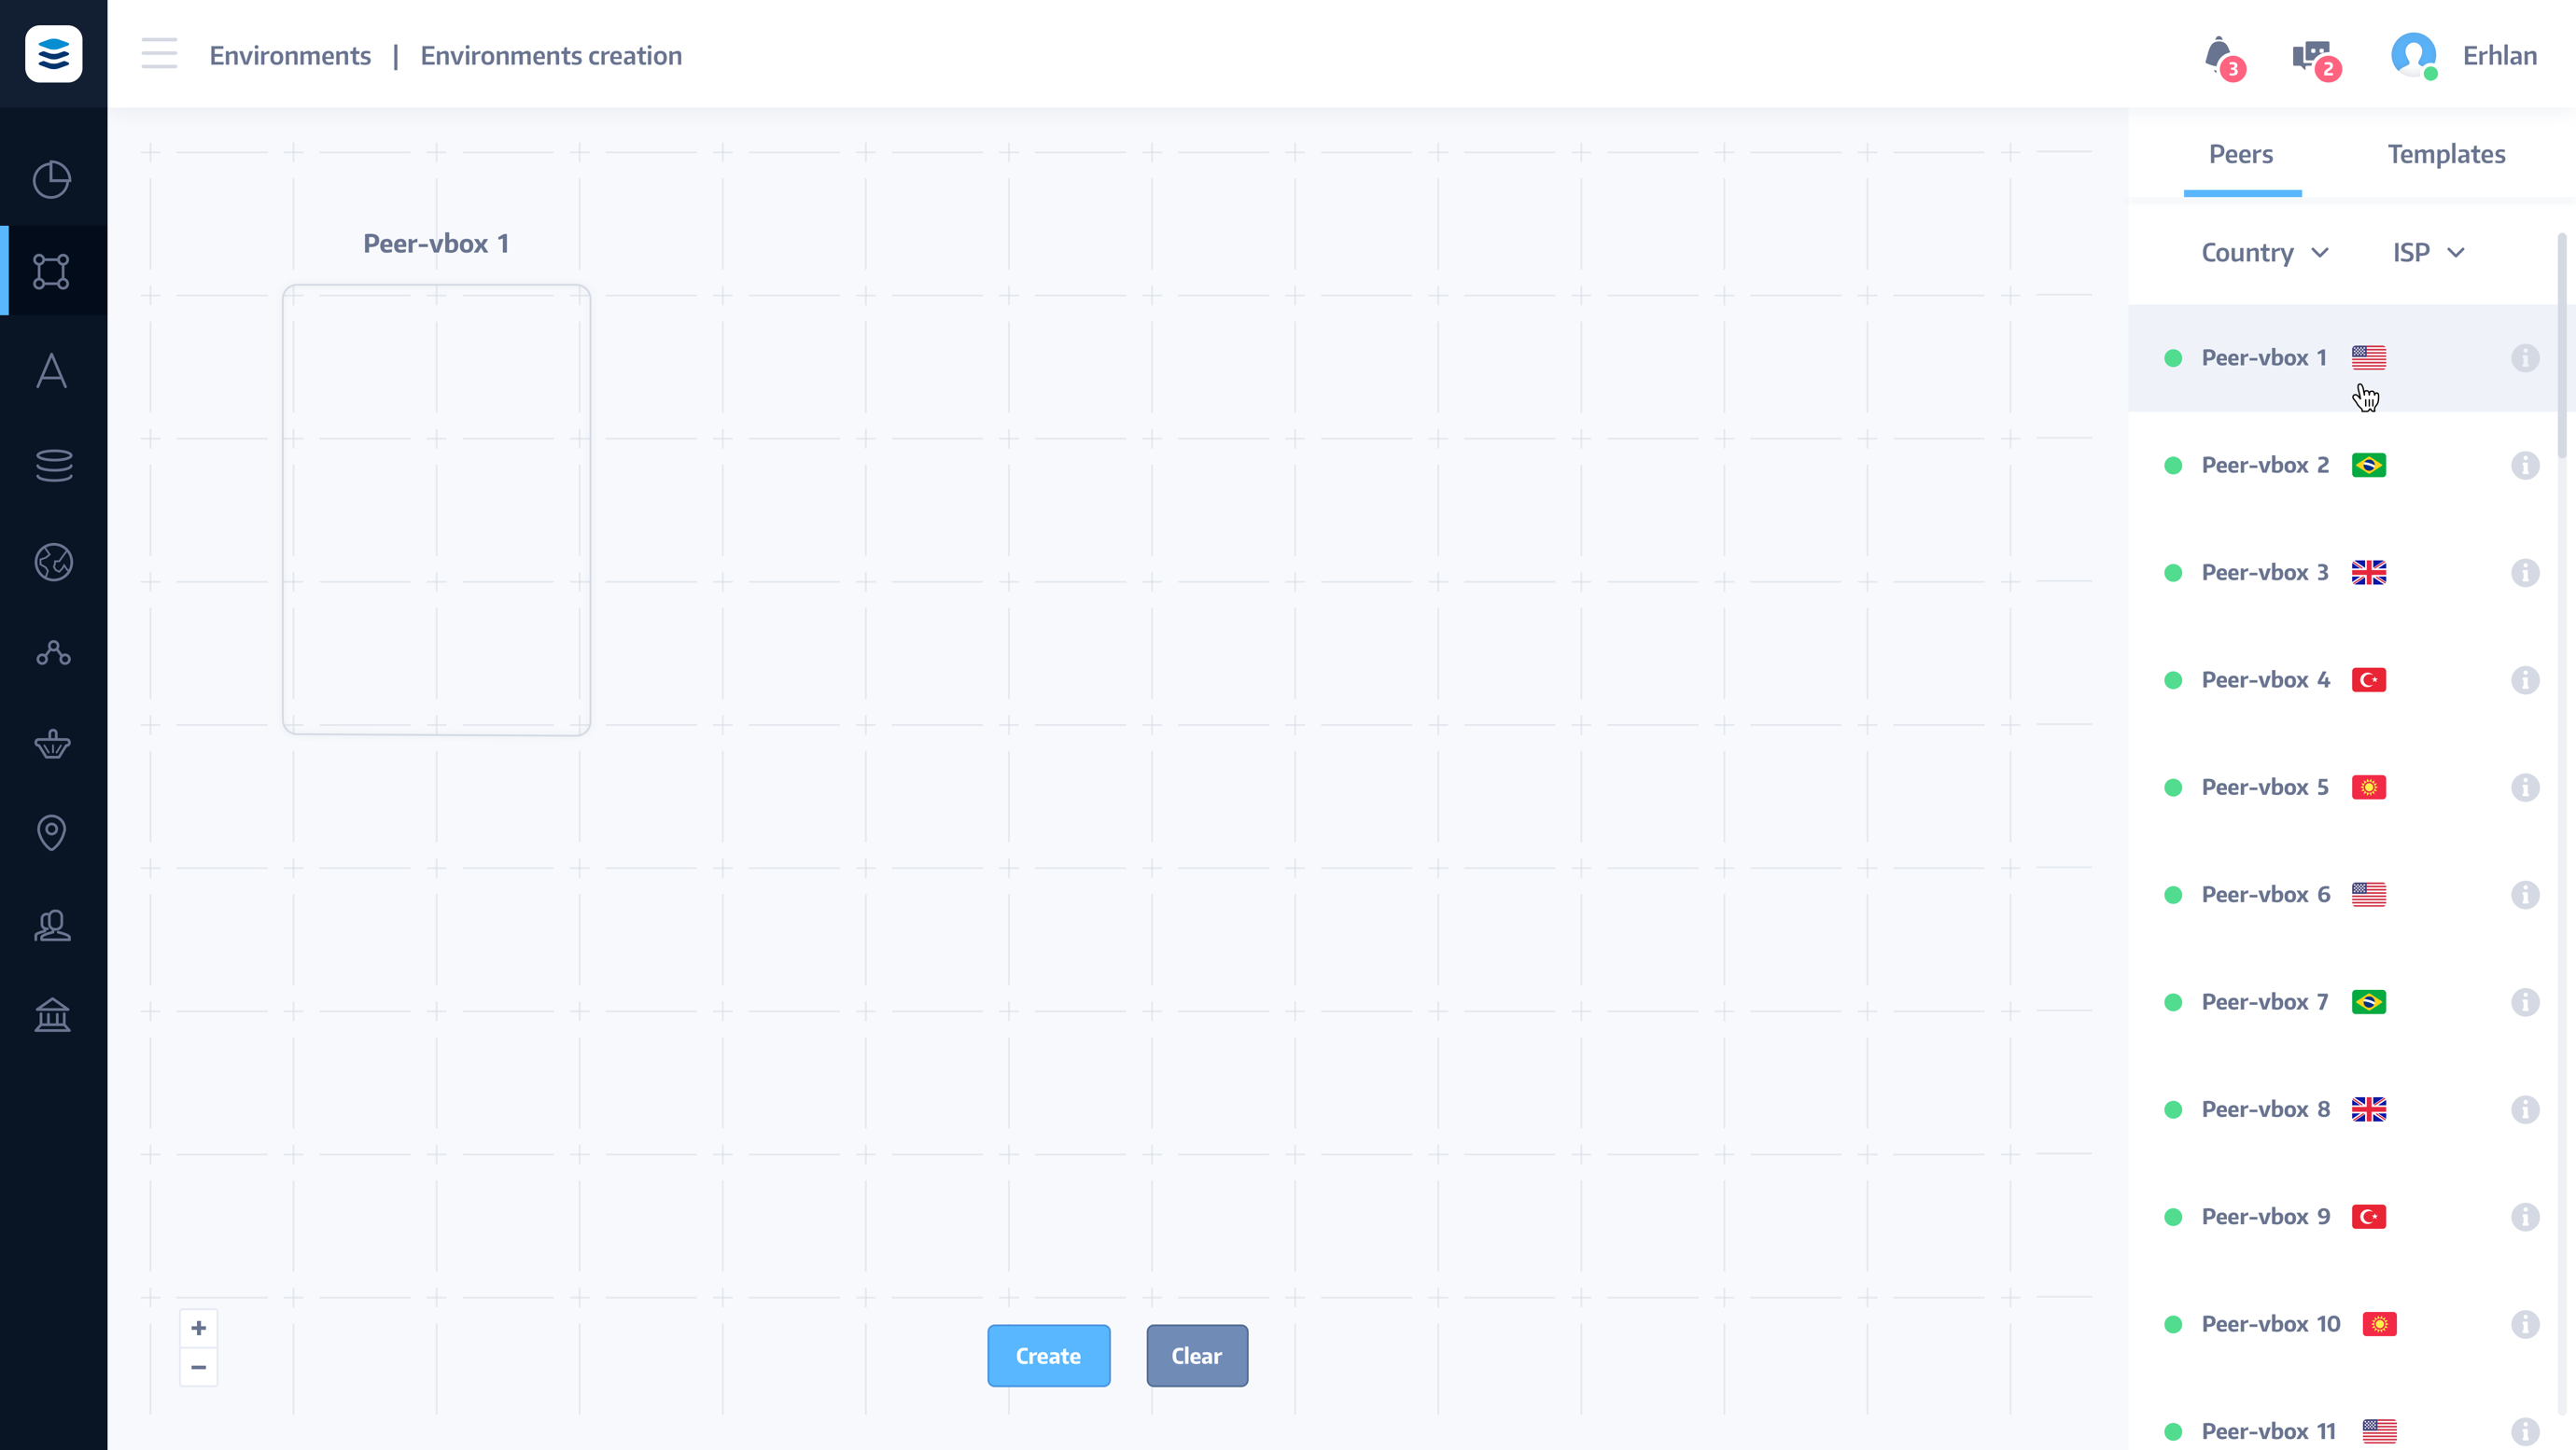 Environments | Environments creation
3
2
Erhlan
Peers
Templates
Country
ISP
Peer-vbox 1
Peer-vbox 1
Peer-vbox 2
Peer-vbox 3
Peer-vbox 4
Peer-vbox 5
Peer-vbox 6
Peer-vbox 7
Peer-vbox 8
Peer-vbox 9
Peer-vbox 10
Peer-vbox 11
+
−
Create
Clear